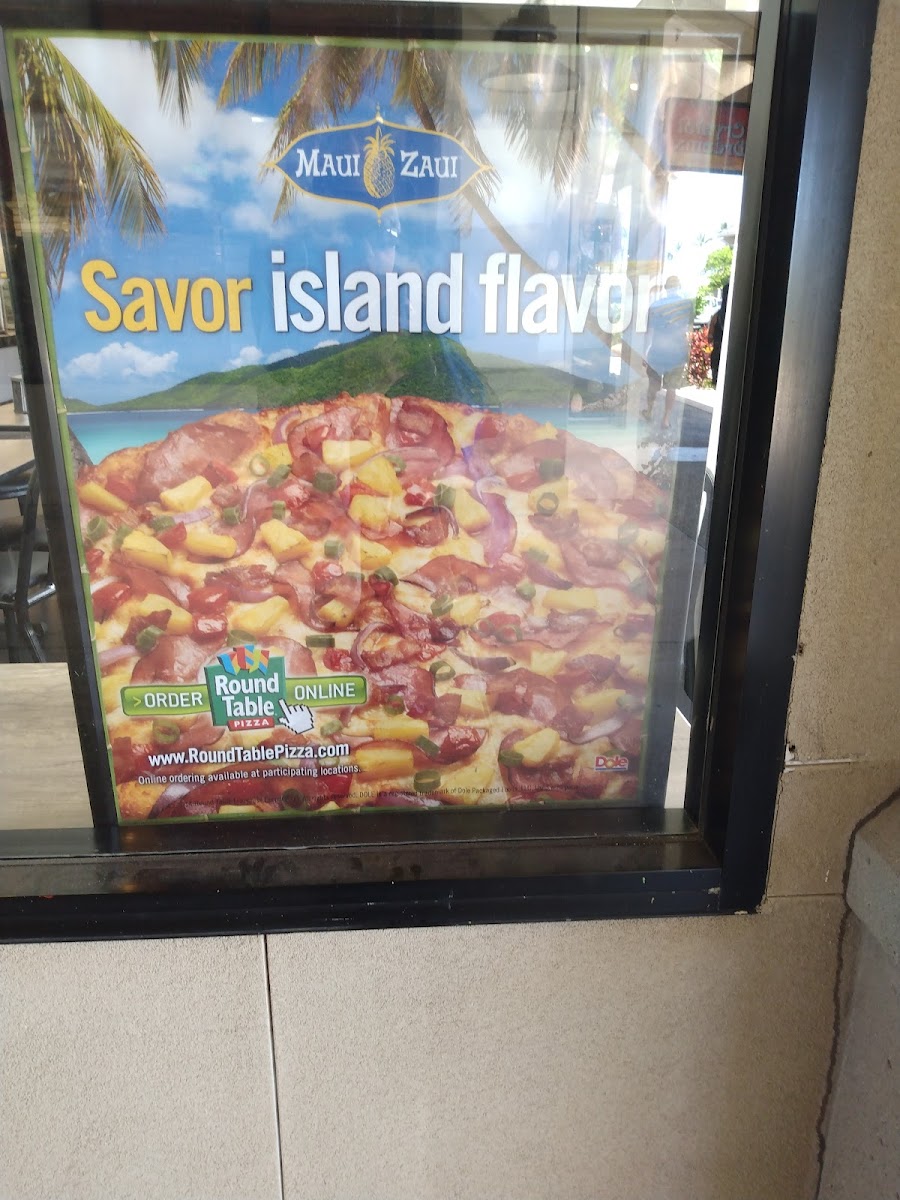 MAUI ZAUI
Savor island flavor
>ORDER
Round
Table
PIZZA
ONLINE
www.RoundTablePizza.com
Online ordering available at participating locations.
Dole